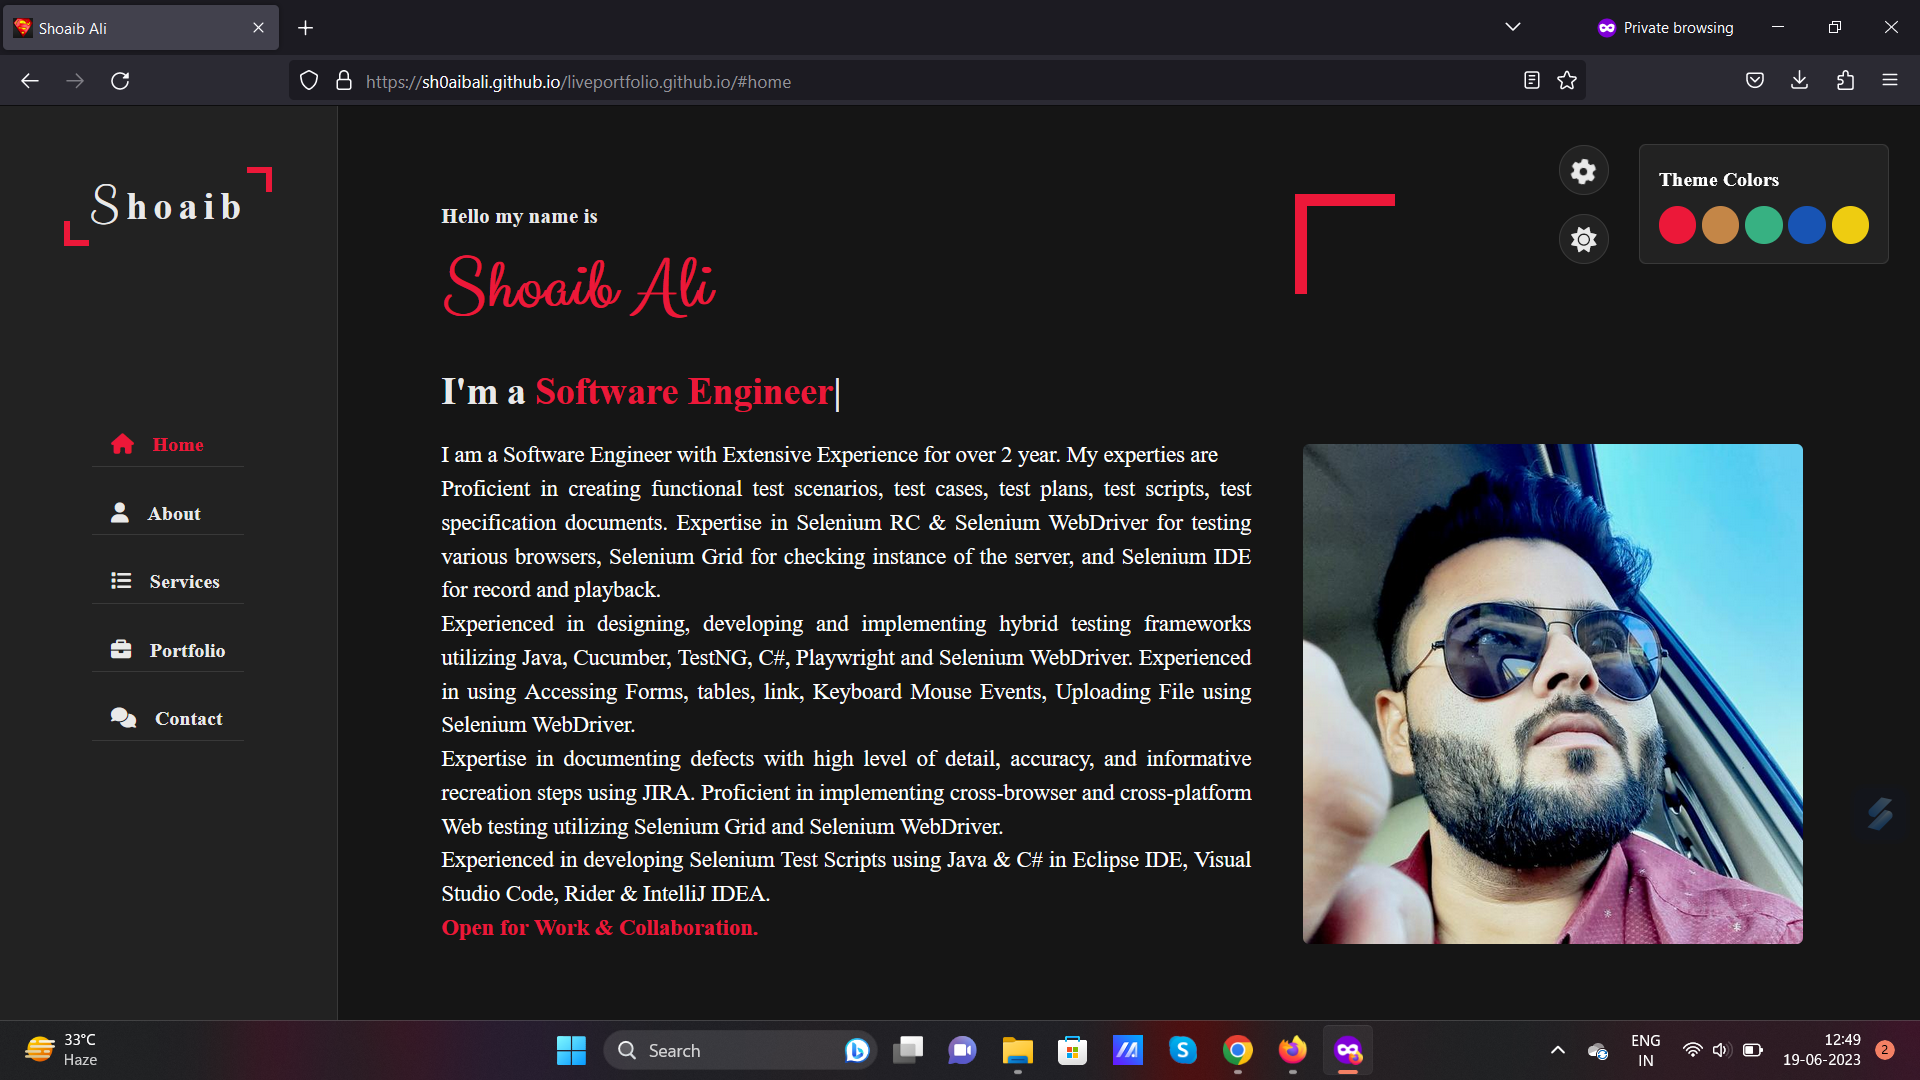 Shoaib Ali
Private browsing
https://sh0aibali.github.io/liveportfolio.github.io/#home
Shoaib
Home
About
Services
Portfolio
Contact
Hello my name is
Shoaib Ali
I'm a Software Engineer|
I am a Software Engineer with Extensive Experience for over 2 year. My experties are
Proficient in creating functional test scenarios, test cases, test plans, test scripts, test
specification documents. Expertise in Selenium RC & Selenium WebDriver for testing
various browsers, Selenium Grid for checking instance of the server, and Selenium IDE
for record and playback.
Experienced in designing, developing and implementing hybrid testing frameworks
utilizing Java, Cucumber, TestNG, C#, Playwright and Selenium WebDriver. Experienced
in using Accessing Forms, tables, link, Keyboard Mouse Events, Uploading File using
Selenium WebDriver.
Expertise in documenting defects with high level of detail, accuracy, and informative
recreation steps using JIRA. Proficient in implementing cross-browser and cross-platform
Web testing utilizing Selenium Grid and Selenium WebDriver.
Experienced in developing Selenium Test Scripts using Java & C# in Eclipse IDE, Visual
Studio Code, Rider & IntelliJ IDEA.
Open for Work & Collaboration.
Theme Colors
33°C
Haze
Search
ENG
IN
12:49
19-06-2023
2